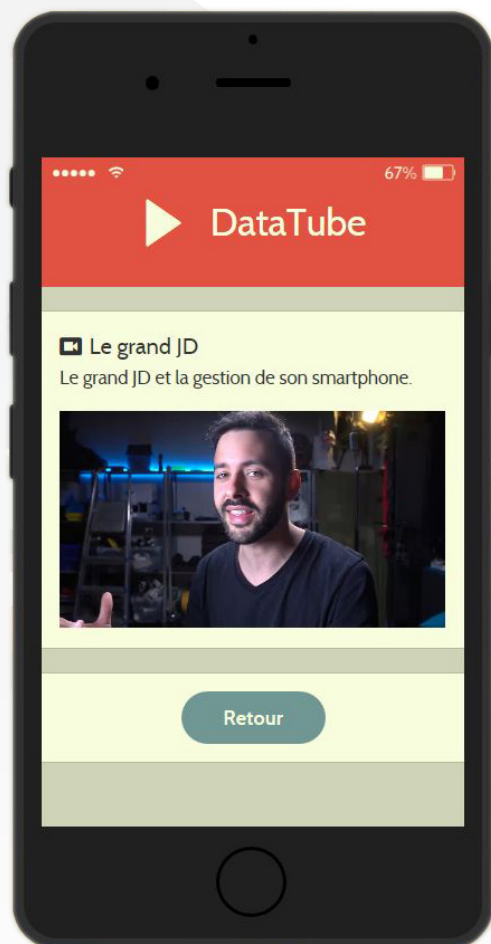 67%
DataTube
Le grand JD
Le grand JD et la gestion de son smartphone.
Retour